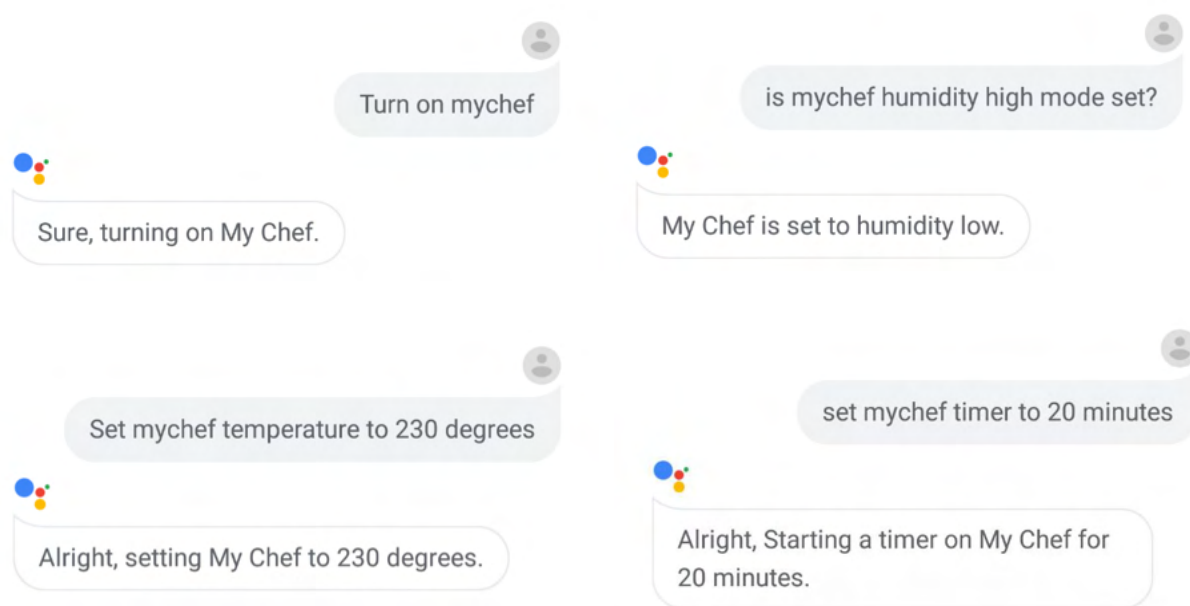 Turn on mychef
Sure, turning on My Chef.
is mychef humidity high mode set?
My Chef is set to humidity low.
Set mychef temperature to 230 degrees
Alright, setting My Chef to 230 degrees.
set mychef timer to 20 minutes
Alright, Starting a timer on My Chef for
20 minutes.